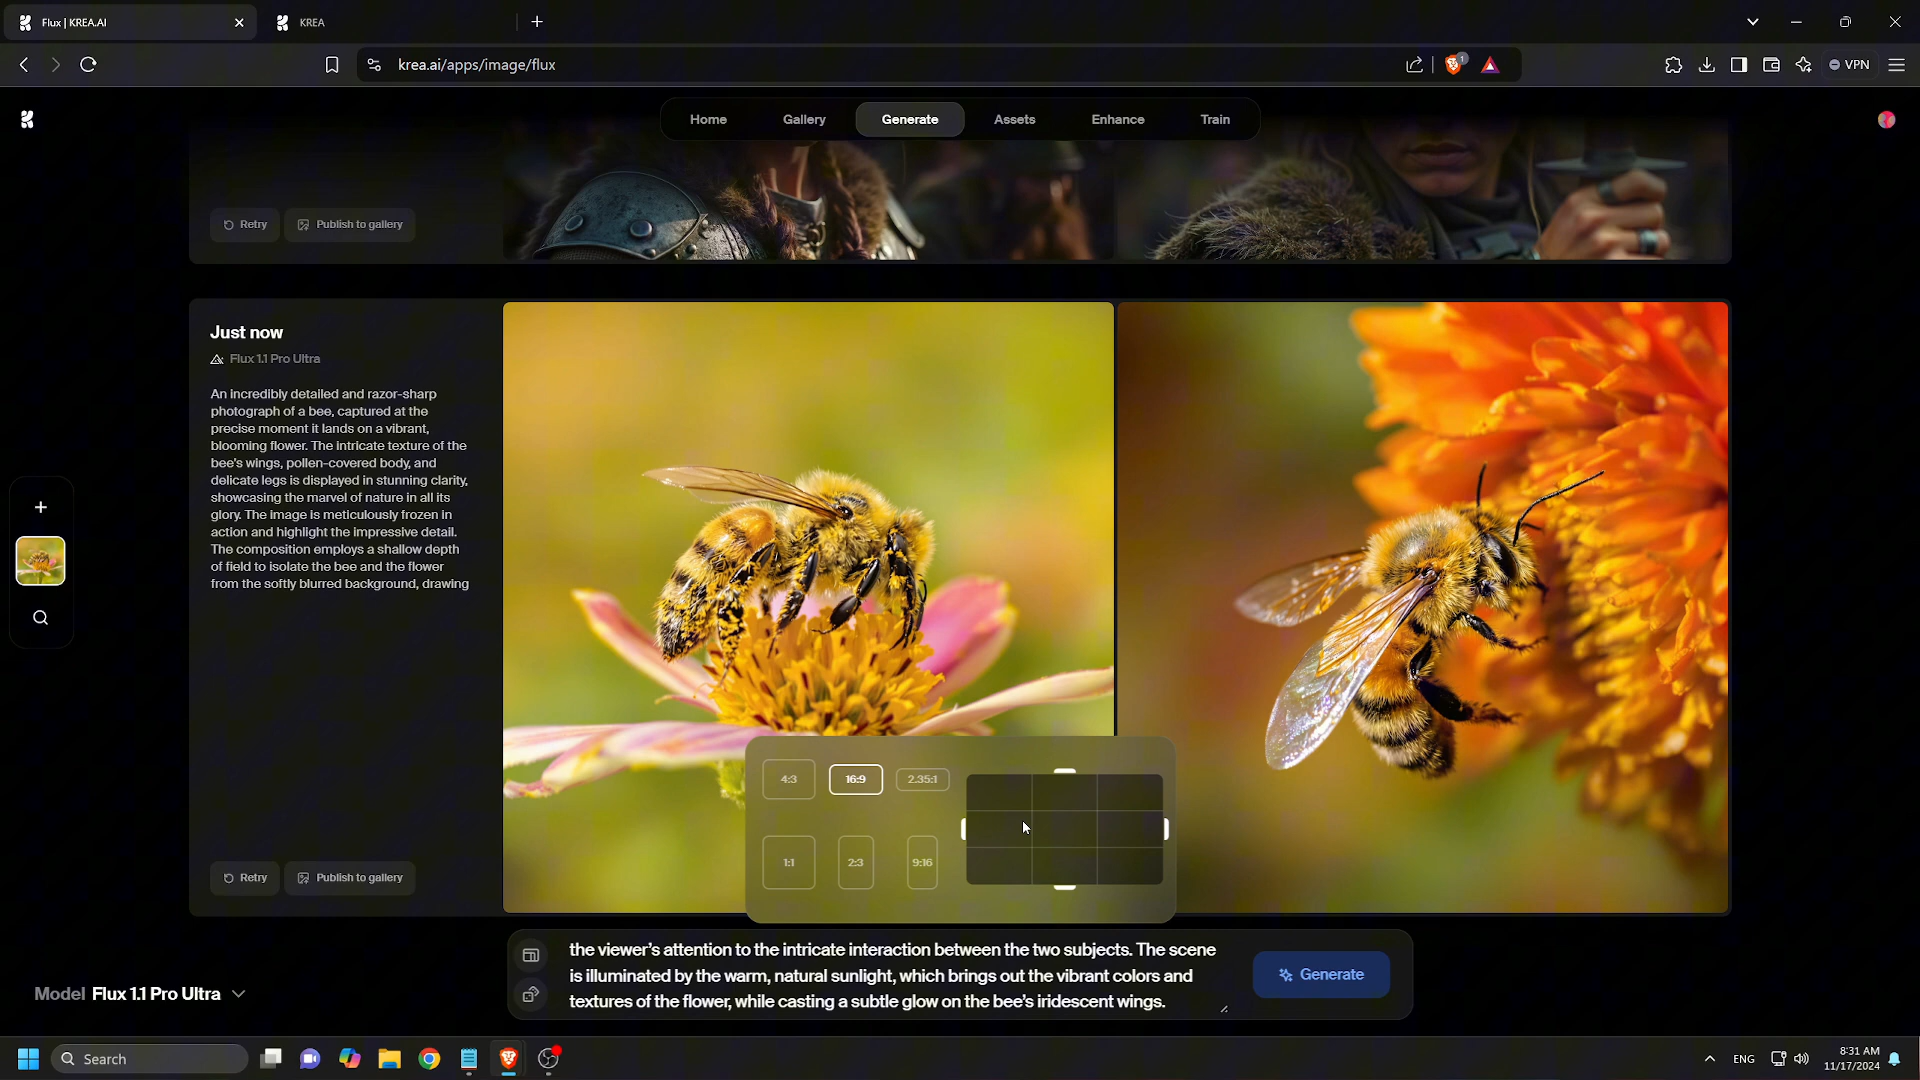 Flux | KREA.AI
KREA
krea.ai/apps/image/flux
1
VPN
Home
Gallery
Generate
Assets
Enhance
Train
Retry
Publish to gallery
Just now
Flux 1.1 Pro Ultra
An incredibly detailed and razor-sharp
photograph of a bee, captured at the
precise moment it lands on a vibrant,
blooming flower. The intricate texture of the
bee's wings, pollen-covered body, and
delicate legs is displayed in stunning clarity,
showcasing the marvel of nature in all its
glory. The image is meticulously frozen in
action and highlight the impressive detail.
The composition employs a shallow depth
of field to isolate the bee and the flower
from the softly blurred background, drawing
4:3
16:9
2.35:1
1:1
2:3
9:16
Retry
Publish to gallery
the viewer's attention to the intricate interaction between the two subjects. The scene
is illuminated by the warm, natural sunlight, which brings out the vibrant colors and
textures of the flower, while casting a subtle glow on the bee's iridescent wings.
Generate
Model Flux 1.1 Pro Ultra
Search
ENG
8:31 AM
11/17/2024